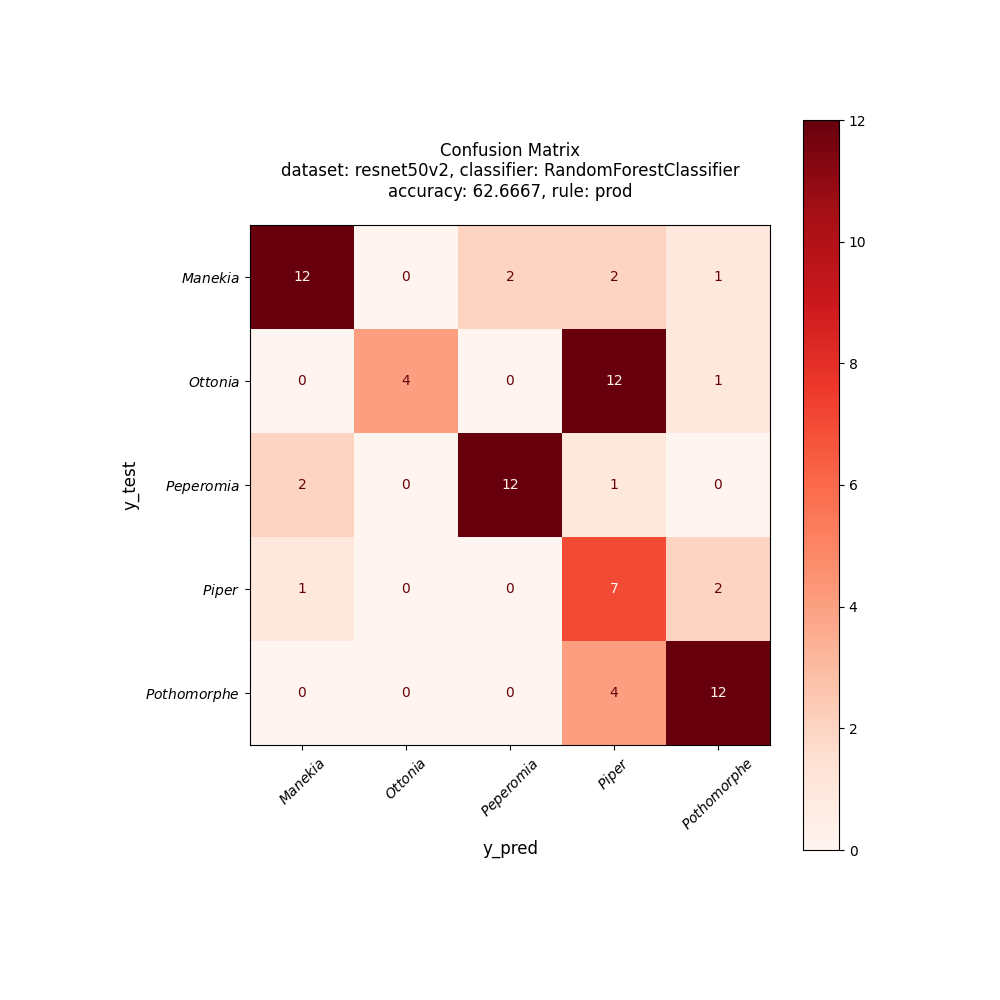 Confusion Matrix
dataset: resnet50v2, classifier: RandomForestClassifier
accuracy: 62.6667, rule: prod
Manekia 12 0 2 2 1
Ottonia 0 4 0 12 1
Peperomia 2 0 12 1 0
Piper 1 0 0 7 2
Pothomorphe 0 0 0 4 12
y_test
Manekia Ottonia Peperomia Piper Pothomorphe
y_pred
12
10
8
6
4
2
0